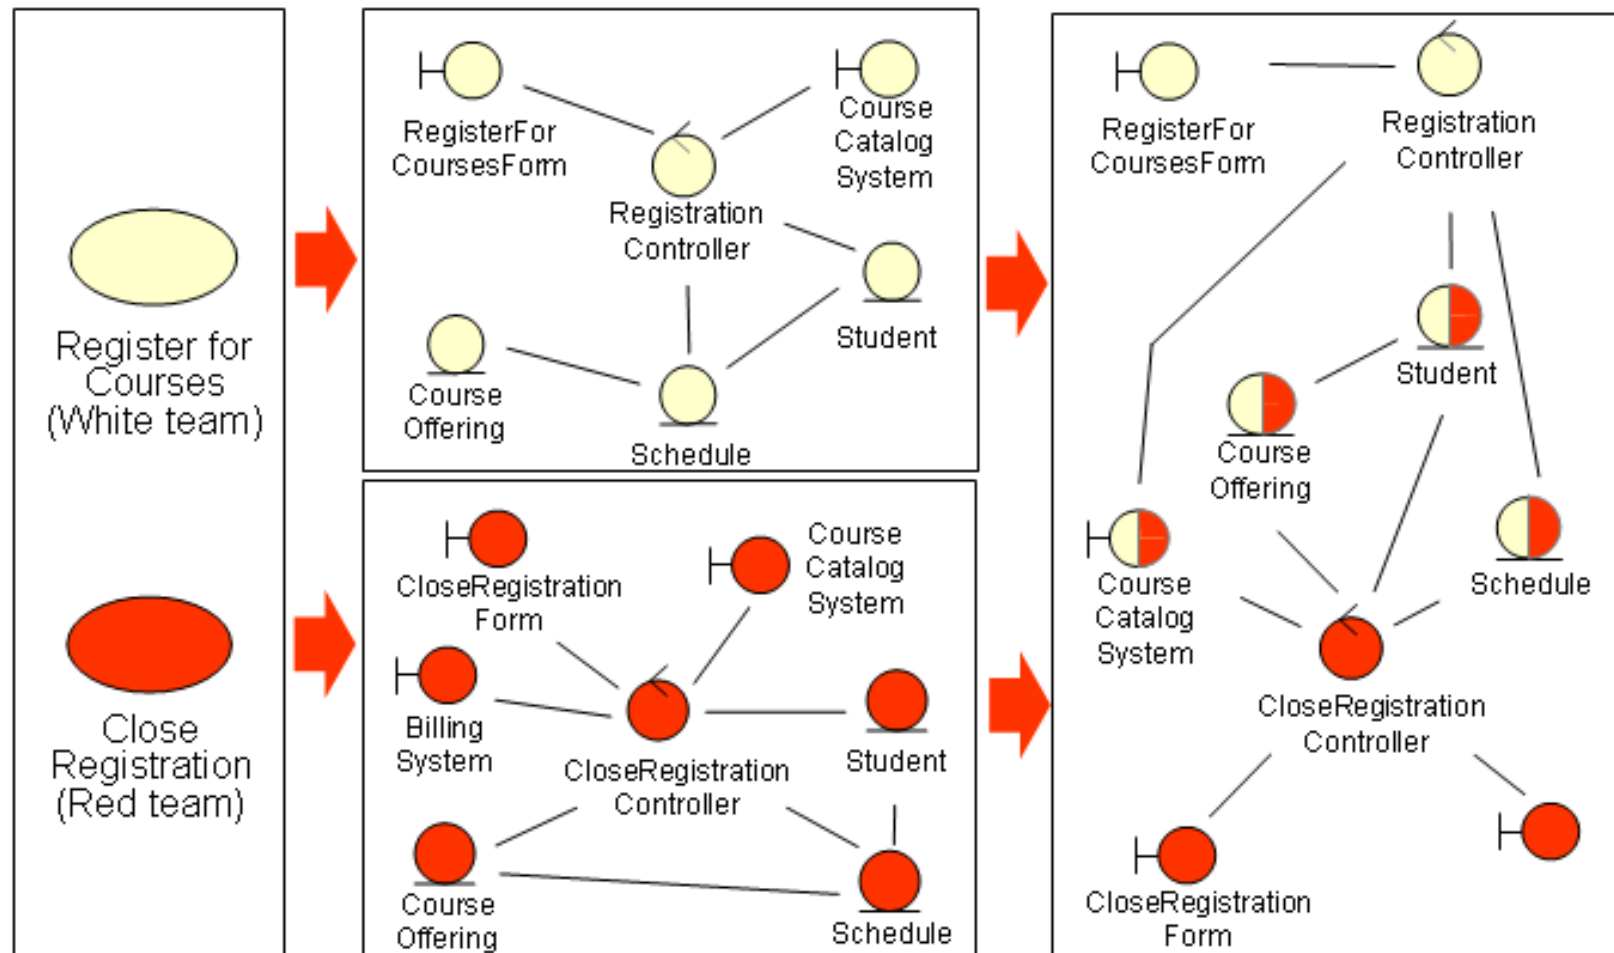 Register for
Courses
(White team)
Close
Registration
(Red team)
RegisterFor
CoursesForm
Course
Catalog
System
Registration
Controller
Student
Course
Offering
Schedule
CloseRegistration
Form
Course
Catalog
System
Billing
System
CloseRegistration
Controller
Student
Course
Offering
Schedule
RegisterFor
CoursesForm
Registration
Controller
Student
Course
Offering
Course
Catalog
System
Schedule
CloseRegistration
Controller
CloseRegistration
Form